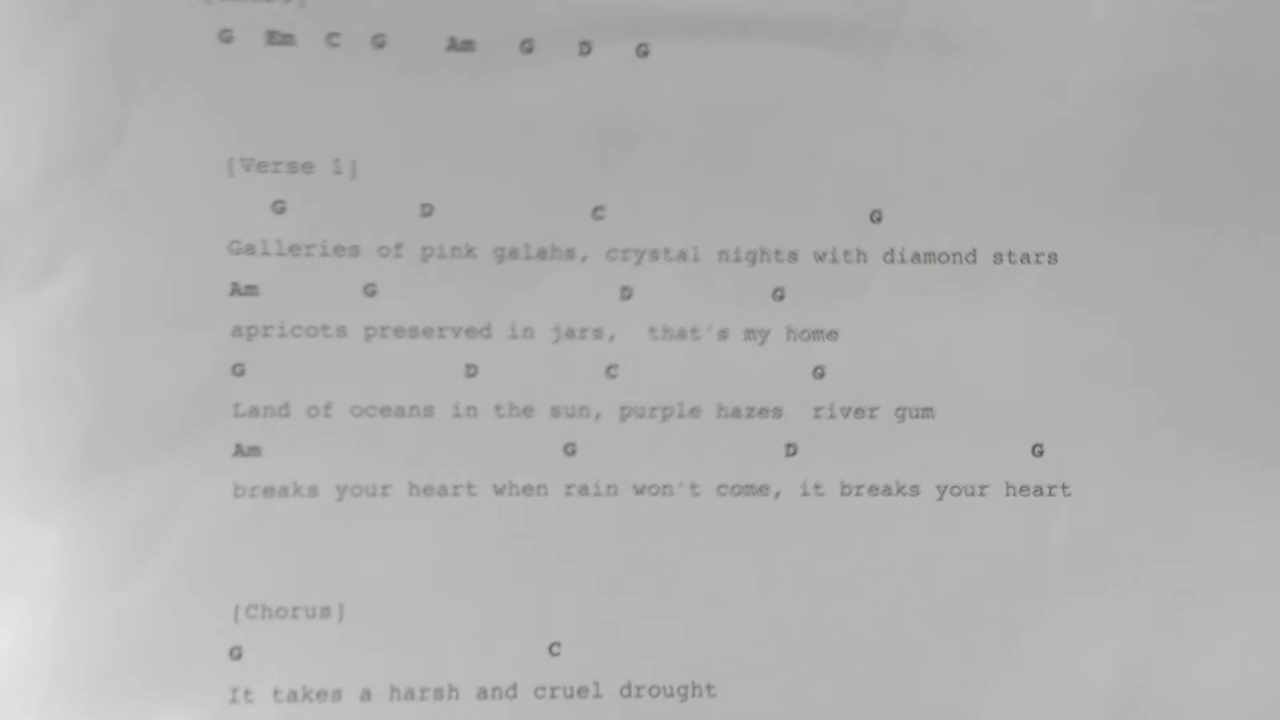 G Em C G Am G D G
[Verse 1]
G D C G
Galleries of pink galahs, crystal nights with diamond stars
Am G D G
apricots preserved in jars, that's my home
G D C G
Land of oceans in the sun, purple hazes river gum
Am G D G
breaks your heart when rain won't come, it breaks your heart
[Chorus]
G C
It takes a harsh and cruel drought